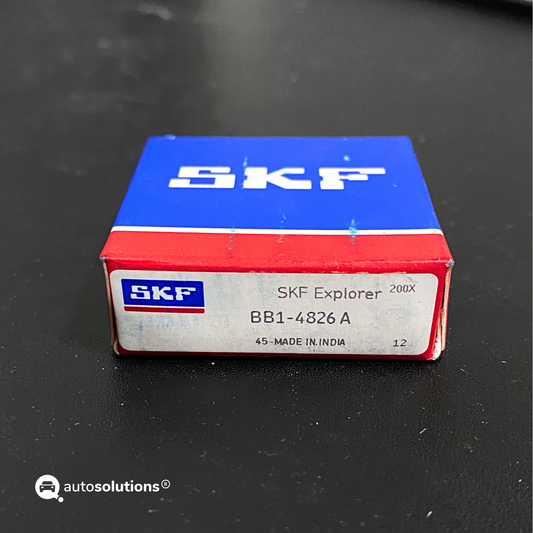 SKF
SKF
SKF Explorer 200X
BB1-4826 A
45-MADE IN INDIA 12
autosolutions®